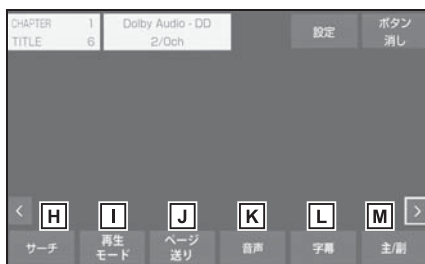 CHAPTER 1
TITLE 6
Dolby Audio - DD
2/0ch
設定
ボタン
消し
<
H
I
J
K
L
M
>
サーチ
再生
モード
ページ
送り
音声
字幕
主/副